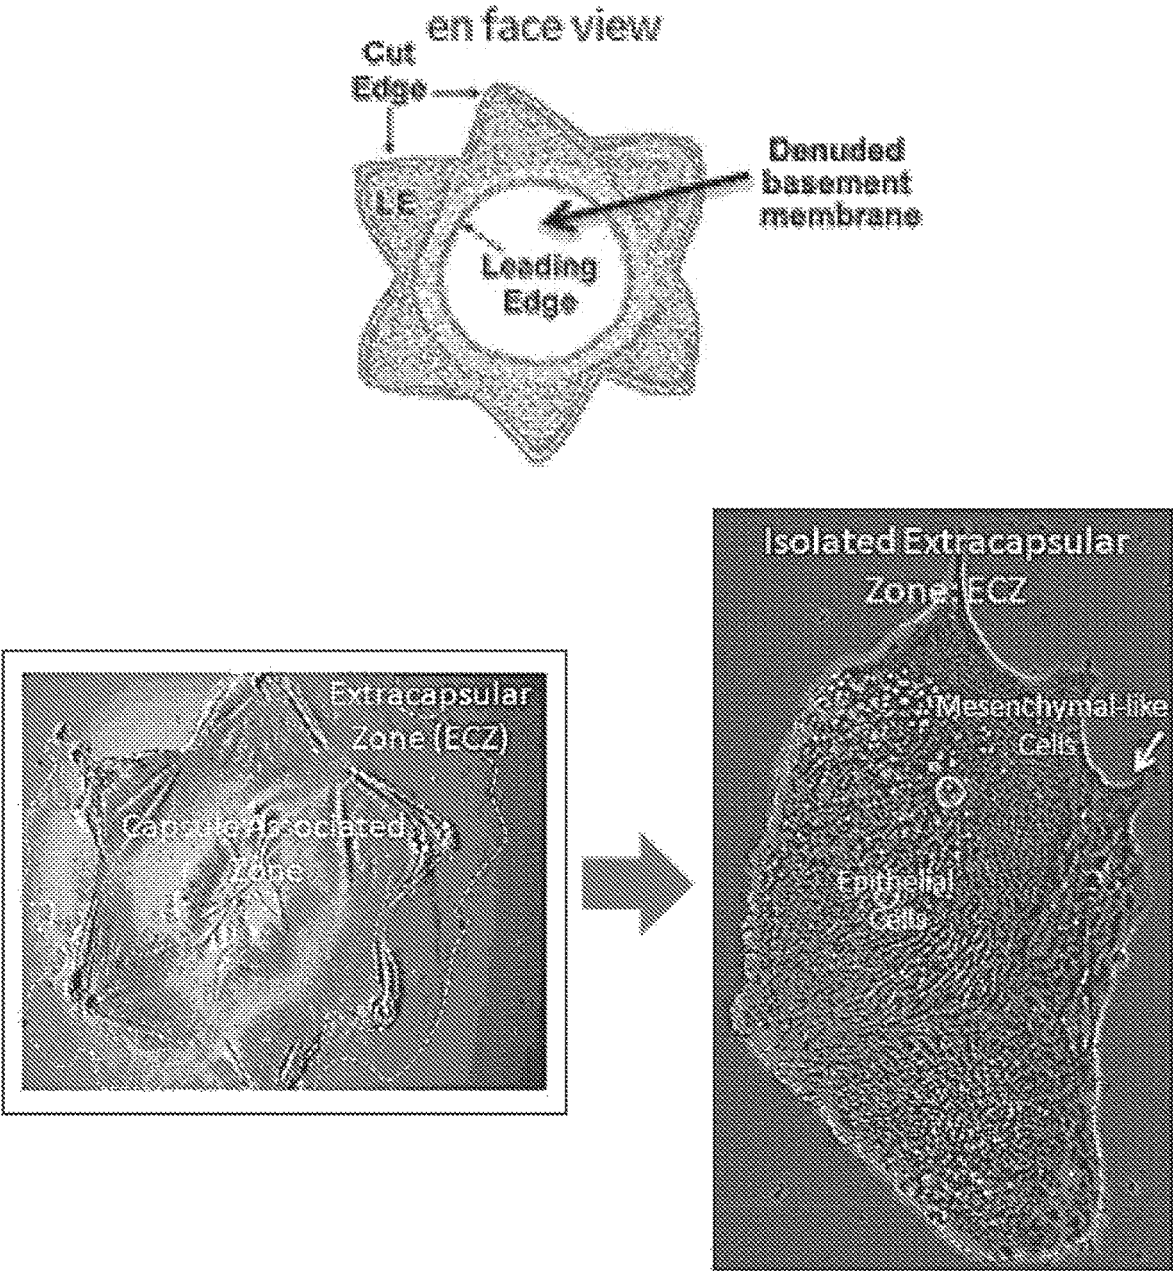 en face view
Cut
Edge
Denuded
basement
membrane
LE
Leading
Edge
Extracapsular
Zone (ECZ)
Capsule Associated
Zone
Isolated Extracapsular
Zone: ECZ
Mesenchymal-like
Cells
Epithelial
Cells